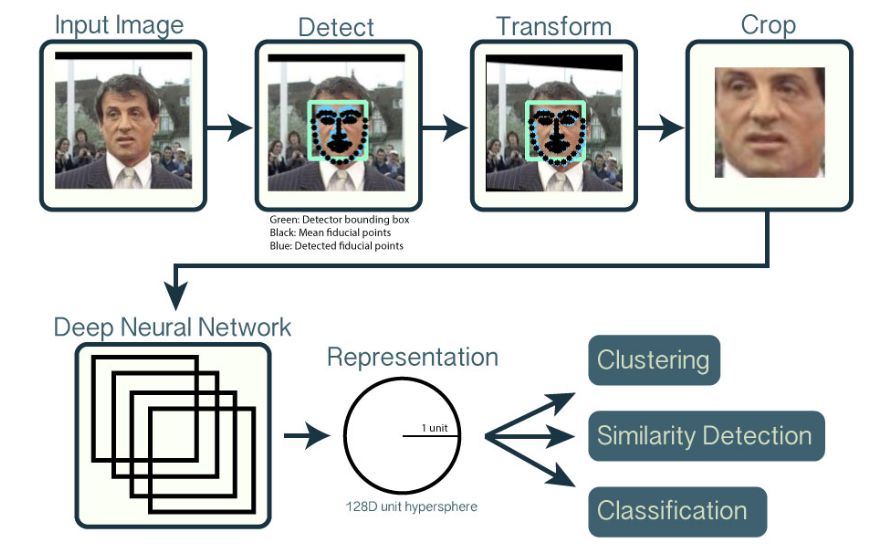 Input Image
Detect
Transform
Crop
Green: Detector bounding box
Black: Mean fiducial points
Blue: Detected fiducial points
Deep Neural Network
Representation
1 unit
128D unit hypersphere
Clustering
Similarity Detection
Classification